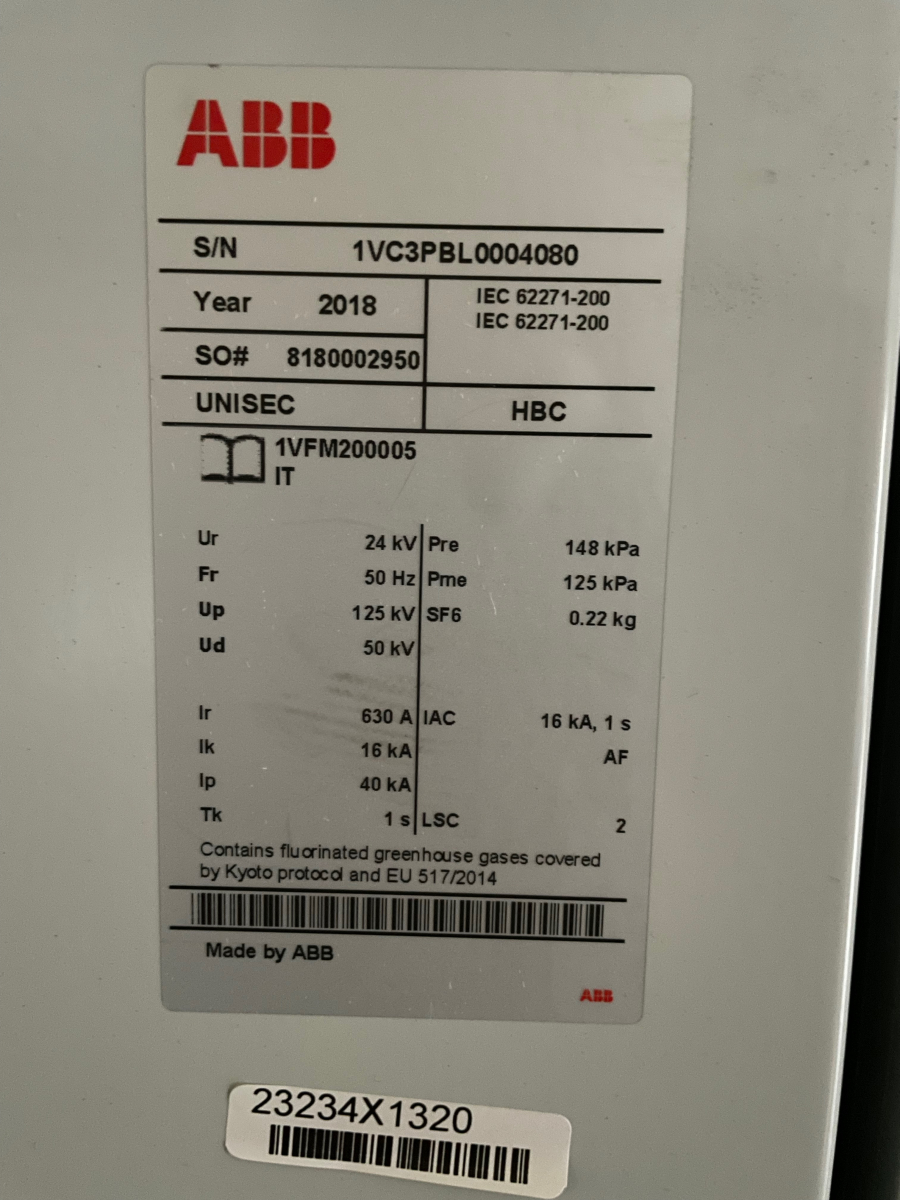 ABB
S/N 1VC3PBL0004080
Year 2018
IEC 62271-200
IEC 62271-200
SO# 8180002950
UNISEC HBC
1VFM200005
IT
Ur 24 kV Pre 148 kPa
Fr 50 Hz Pme 125 kPa
Up 125 kV SF6 0.22 kg
Ud 50 kV
Ir 630 A IAC 16 kA, 1 s
Ik 16 kA AF
Ip 40 kA
Tk 1 s LSC 2
Contains fluorinated greenhouse gases covered
by Kyoto protocol and EU 517/2014
Made by ABB
ABB
23234X1320